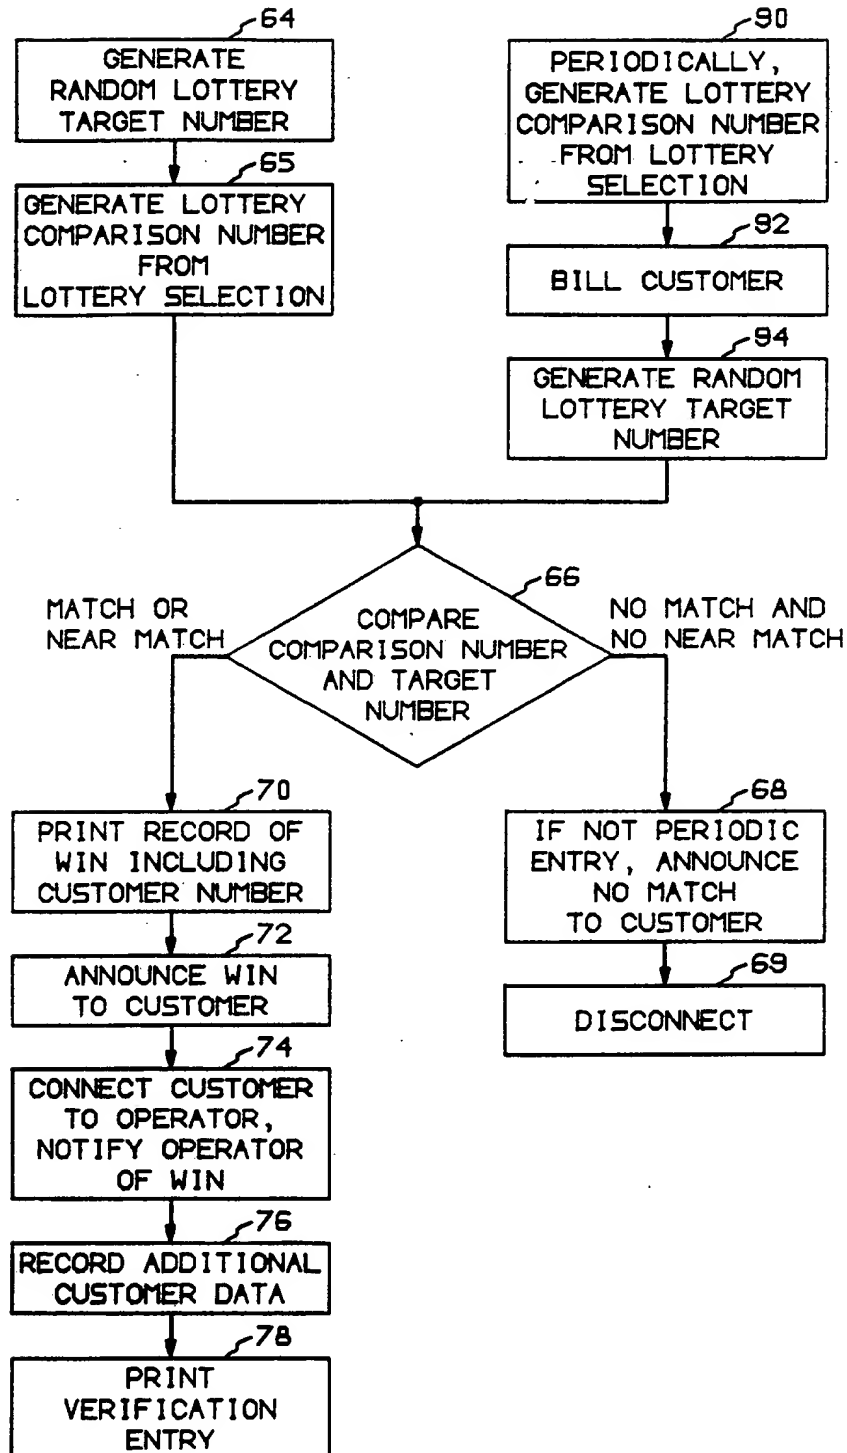 64
GENERATE
RANDOM LOTTERY
TARGET NUMBER
65
GENERATE LOTTERY
COMPARISON NUMBER
FROM
LOTTERY SELECTION
90
PERIODICALLY,
GENERATE LOTTERY
COMPARISON NUMBER
FROM LOTTERY
SELECTION
92
BILL CUSTOMER
94
GENERATE RANDOM
LOTTERY TARGET
NUMBER
66
COMPARE
COMPARISON NUMBER
AND TARGET
NUMBER
MATCH OR
NEAR MATCH
NO MATCH AND
NO NEAR MATCH
70
PRINT RECORD OF
WIN INCLUDING
CUSTOMER NUMBER
72
ANNOUNCE WIN
TO CUSTOMER
74
CONNECT CUSTOMER
TO OPERATOR,
NOTIFY OPERATOR
OF WIN
76
RECORD ADDITIONAL
CUSTOMER DATA
78
PRINT
VERIFICATION
ENTRY
68
IF NOT PERIODIC
ENTRY, ANNOUNCE
NO MATCH
TO CUSTOMER
69
DISCONNECT